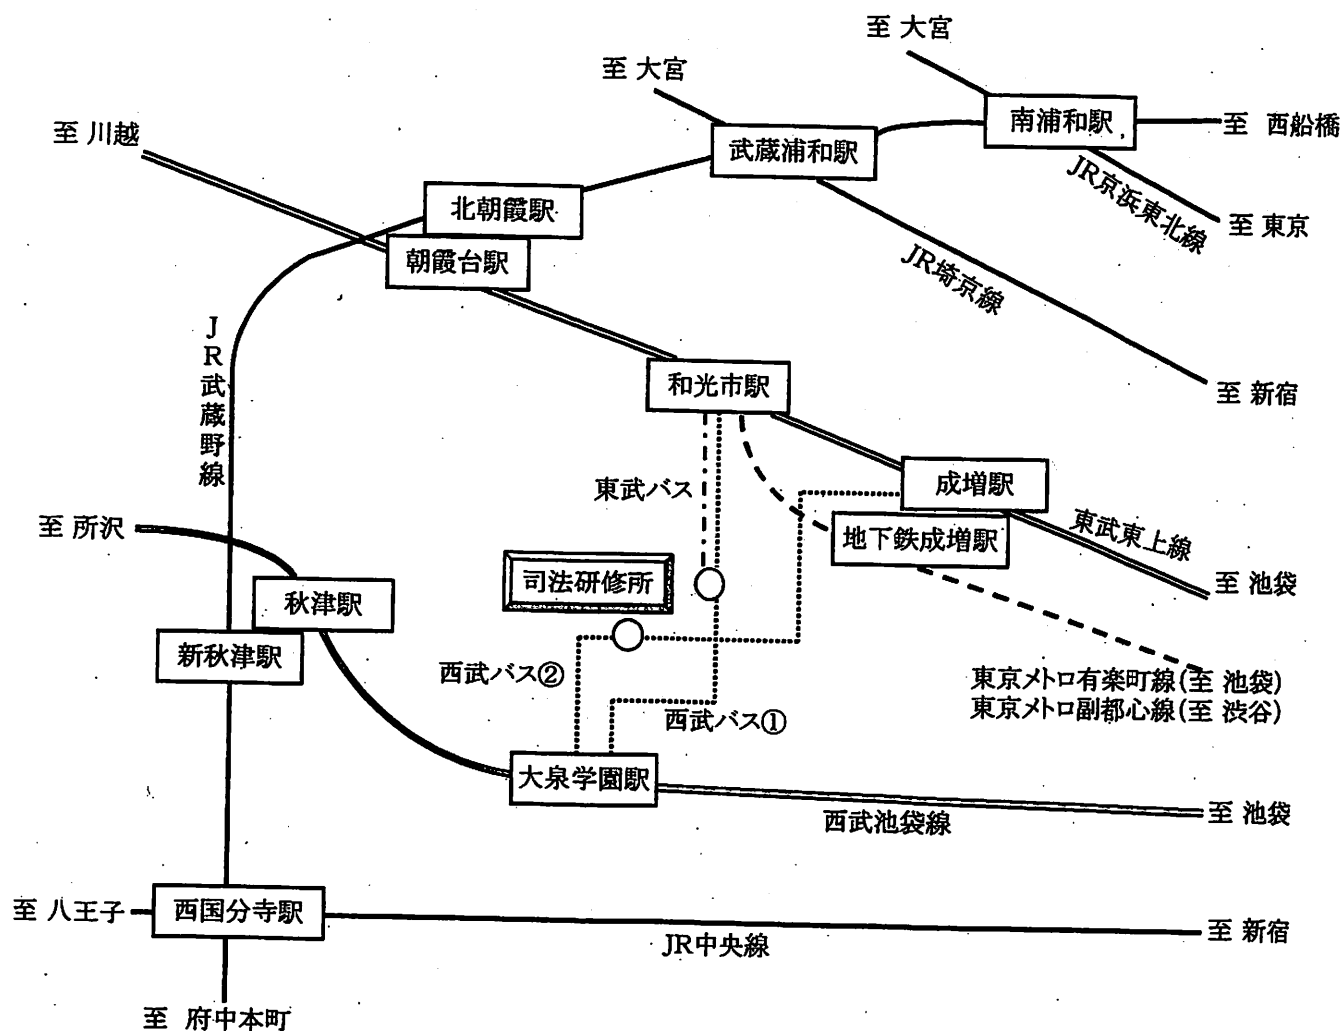 至 大宮
至 大宮
南浦和駅
至 西船橋
至 川越
武蔵浦和駅
JR京浜東北線
北朝霞駅
至 東京
朝霞台駅
JR埼京線
JR武蔵野線
和光市駅
至 新宿
東武バス
成増駅
至 所沢
地下鉄成増駅
東武東上線
司法研修所
至 池袋
秋津駅
新秋津駅
西武バス②
東京メトロ有楽町線(至 池袋)
東京メトロ副都心線(至 渋谷)
西武バス①
大泉学園駅
西武池袋線
至 池袋
至 八王子
西国分寺駅
JR中央線
至 新宿
至 府中本町